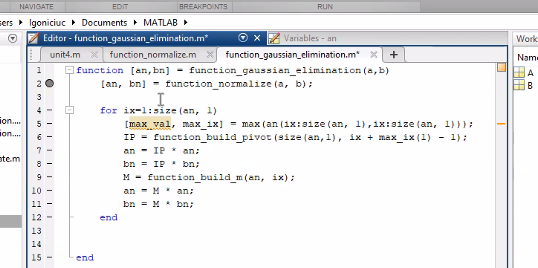 NAVIGATE EDIT BREAKPOINTS RUN
sers Igoniciuc Documents MATLAB
Editor - function_gaussian_elimination.m* Variables - an Work
unit4.m function_normalize.m function_gaussian_elimination.m* Name
1 function [an,bn] = function_gaussian_elimination(a,b) A
2 [an, bn] = function_normalize(a, b); B
3
4 for ix=1:size(an, 1)
5 [max_val, max_ix] = max(an(ix:size(an, 1),ix:size(an, 1)));
6 IP = function_build_pivot(size(an,1), ix + max_ix(1) - 1);
7 an = IP * an;
8 bn = IP * bn;
9 M = function_build_m(an, ix);
10 an = M * an;
11 bn = M * bn;
12 end
13
14
15 end
tion....
tion....
ate.m